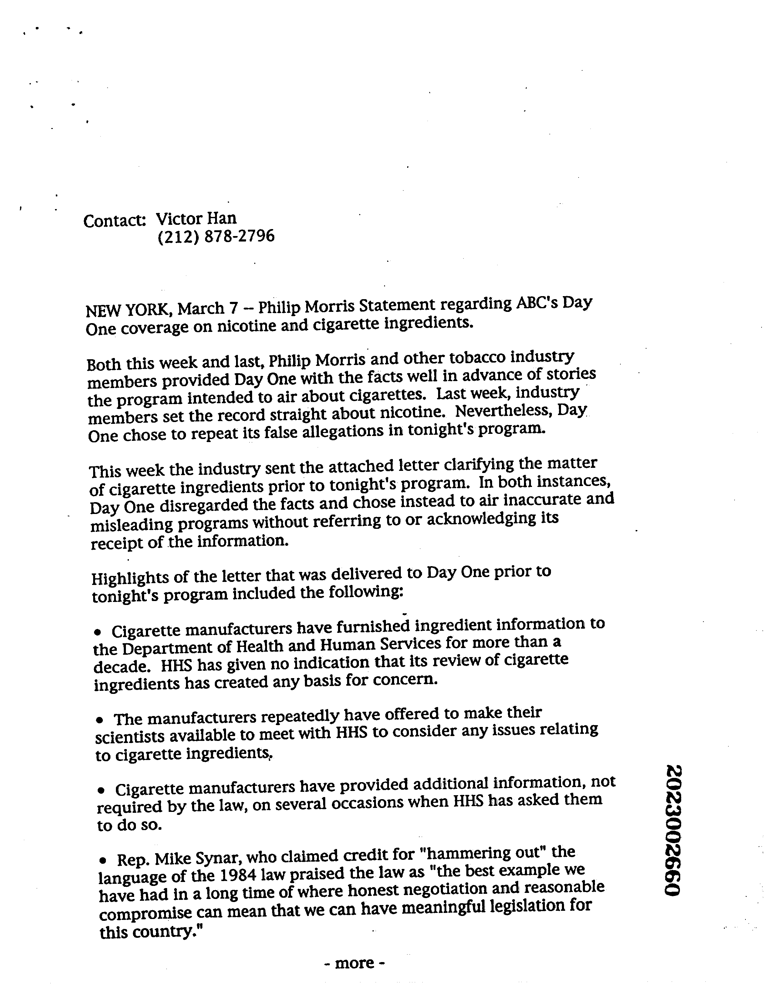 Contact: Victor Han
(212) 878-2796
NEW YORK, March 7 -- Philip Morris Statement regarding ABC's Day
One coverage on nicotine and cigarette ingredients.
Both this week and last, Philip Morris and other tobacco industry
members provided Day One with the facts well in advance of stories
the program intended to air about cigarettes. Last week, industry
members set the record straight about nicotine. Nevertheless, Day
One chose to repeat its false allegations in tonight's program.
This week the industry sent the attached letter clarifying the matter
of cigarette ingredients prior to tonight's program. In both instances,
Day One disregarded the facts and chose instead to air inaccurate and
misleading programs without referring to or acknowledging its
receipt of the information.
Highlights of the letter that was delivered to Day One prior to
tonight's program included the following:
• Cigarette manufacturers have furnished ingredient information to
the Department of Health and Human Services for more than a
decade. HHS has given no indication that its review of cigarette
ingredients has created any basis for concern.
• The manufacturers repeatedly have offered to make their
scientists available to meet with HHS to consider any issues relating
to cigarette ingredients.
• Cigarette manufacturers have provided additional information, not
required by the law, on several occasions when HHS has asked them
to do so.
• Rep. Mike Synar, who claimed credit for "hammering out" the
language of the 1984 law praised the law as "the best example we
have had in a long time of where honest negotiation and reasonable
compromise can mean that we can have meaningful legislation for
this country."
- more -
2023002660